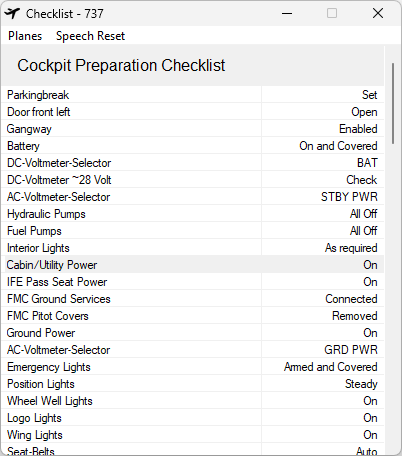 Checklist - 737
Planes Speech Reset
Cockpit Preparation Checklist
Parkingbreak Set
Door front left Open
Gangway Enabled
Battery On and Covered
DC-Voltmeter-Selector BAT
DC-Voltmeter ~28 Volt Check
AC-Voltmeter-Selector STBY PWR
Hydraulic Pumps All Off
Fuel Pumps All Off
Interior Lights As required
Cabin/Utility Power On
IFE Pass Seat Power On
FMC Ground Services Connected
FMC Pitot Covers Removed
Ground Power On
AC-Voltmeter-Selector GRD PWR
Emergency Lights Armed and Covered
Position Lights Steady
Wheel Well Lights On
Logo Lights On
Wing Lights On
Seat-Belts Auto